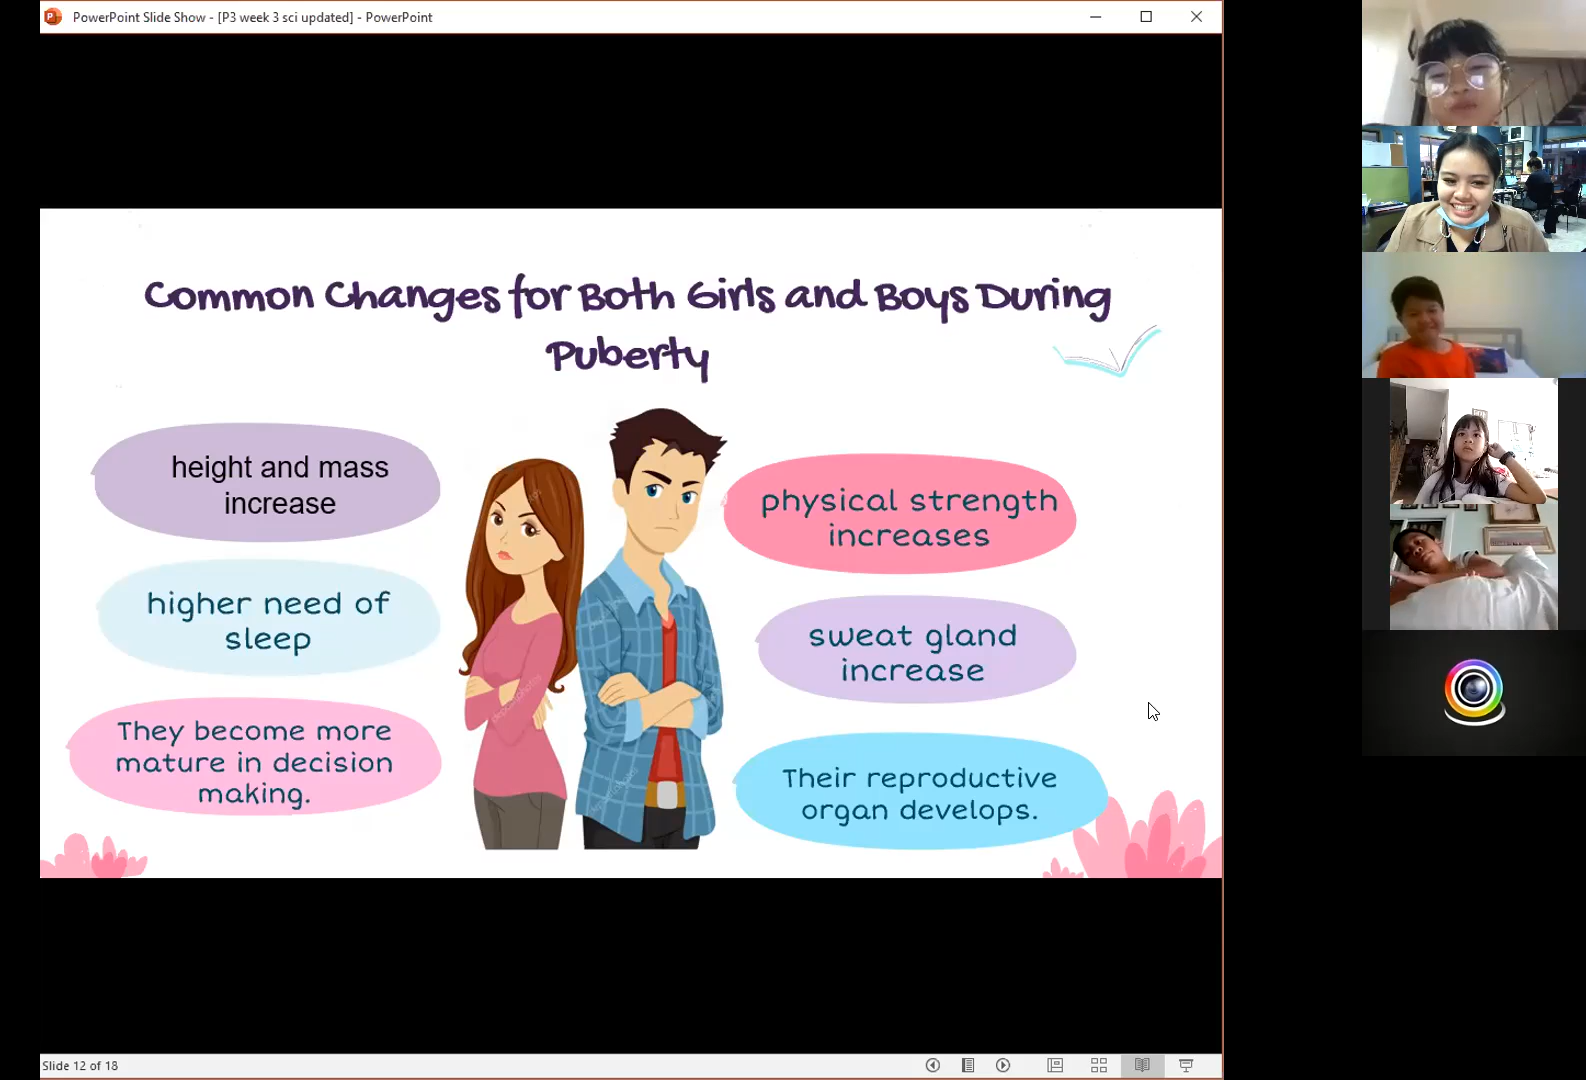 PowerPoint Slide Show - [P3 week 3 sci updated] - PowerPoint
Common Changes for Both Girls and Boys During
Puberty
height and mass
increase
higher need of
sleep
They become more
mature in decision
making.
physical strength
increases
sweat gland
increase
Their reproductive
organ develops.
Slide 12 of 18